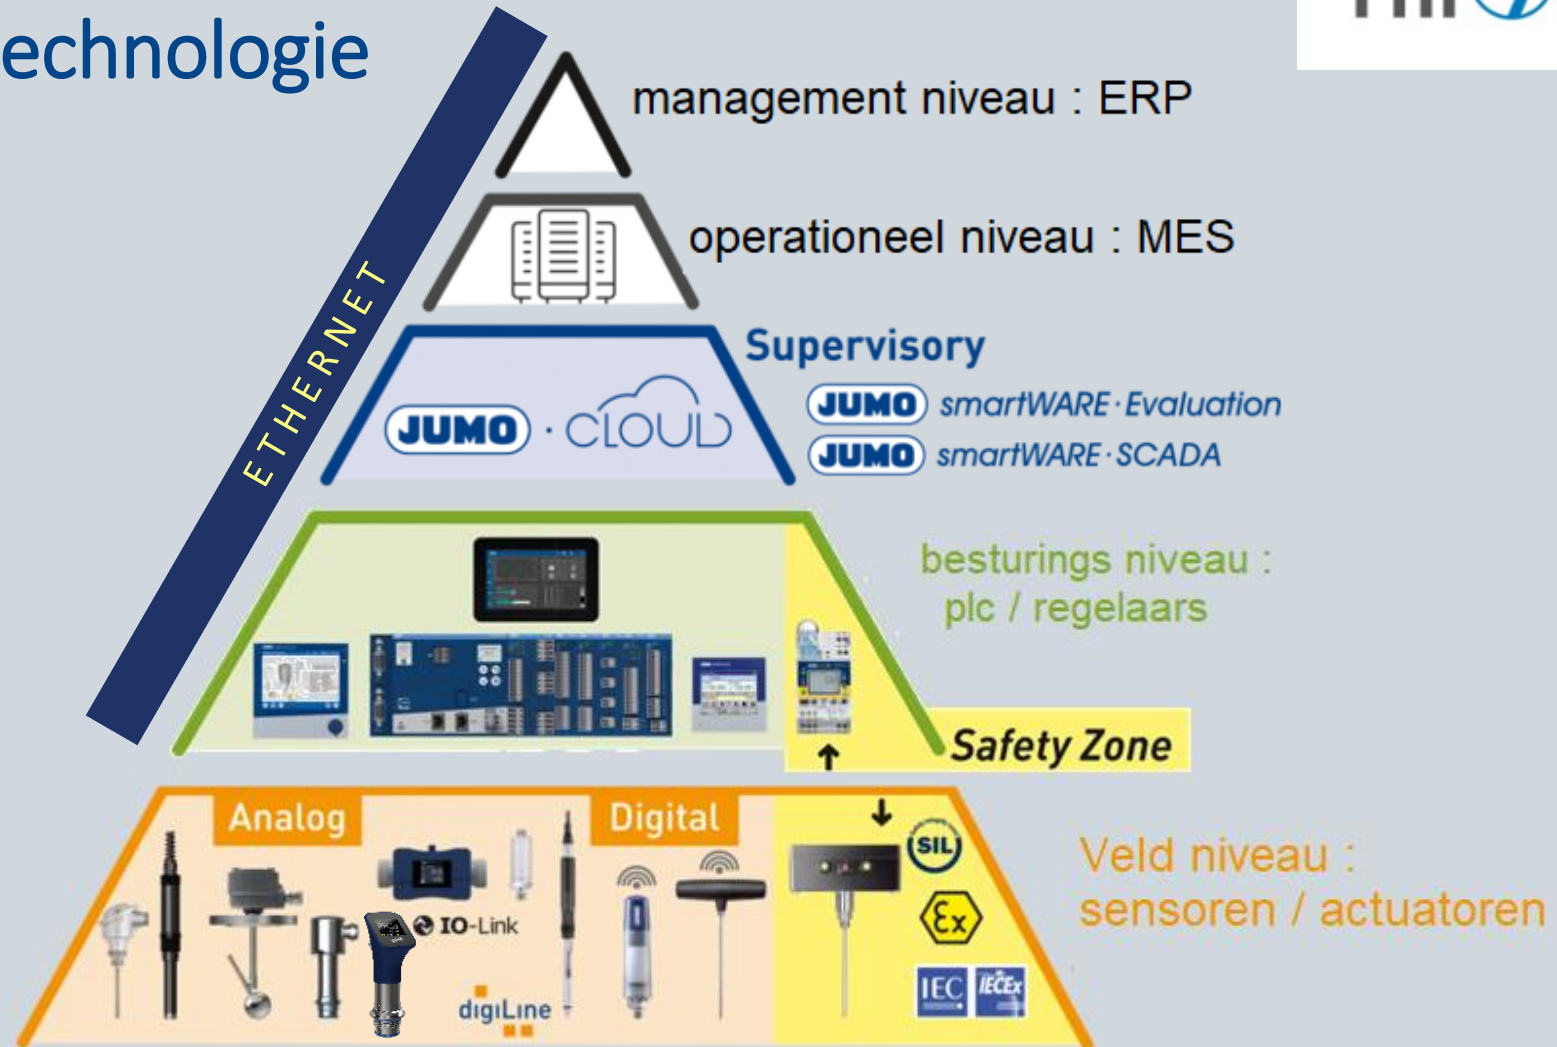 echnologie
management niveau : ERP
operationeel niveau : MES
ETHERNET
Supervisory
JUMO · CLOUD
JUMO smartWARE · Evaluation
JUMO smartWARE · SCADA
besturings niveau :
plc / regelaars
Safety Zone
Analog
Digital
SIL
Veld niveau :
sensoren / actuatoren
IO-Link
Ex
IEC
IECEx
digiLine